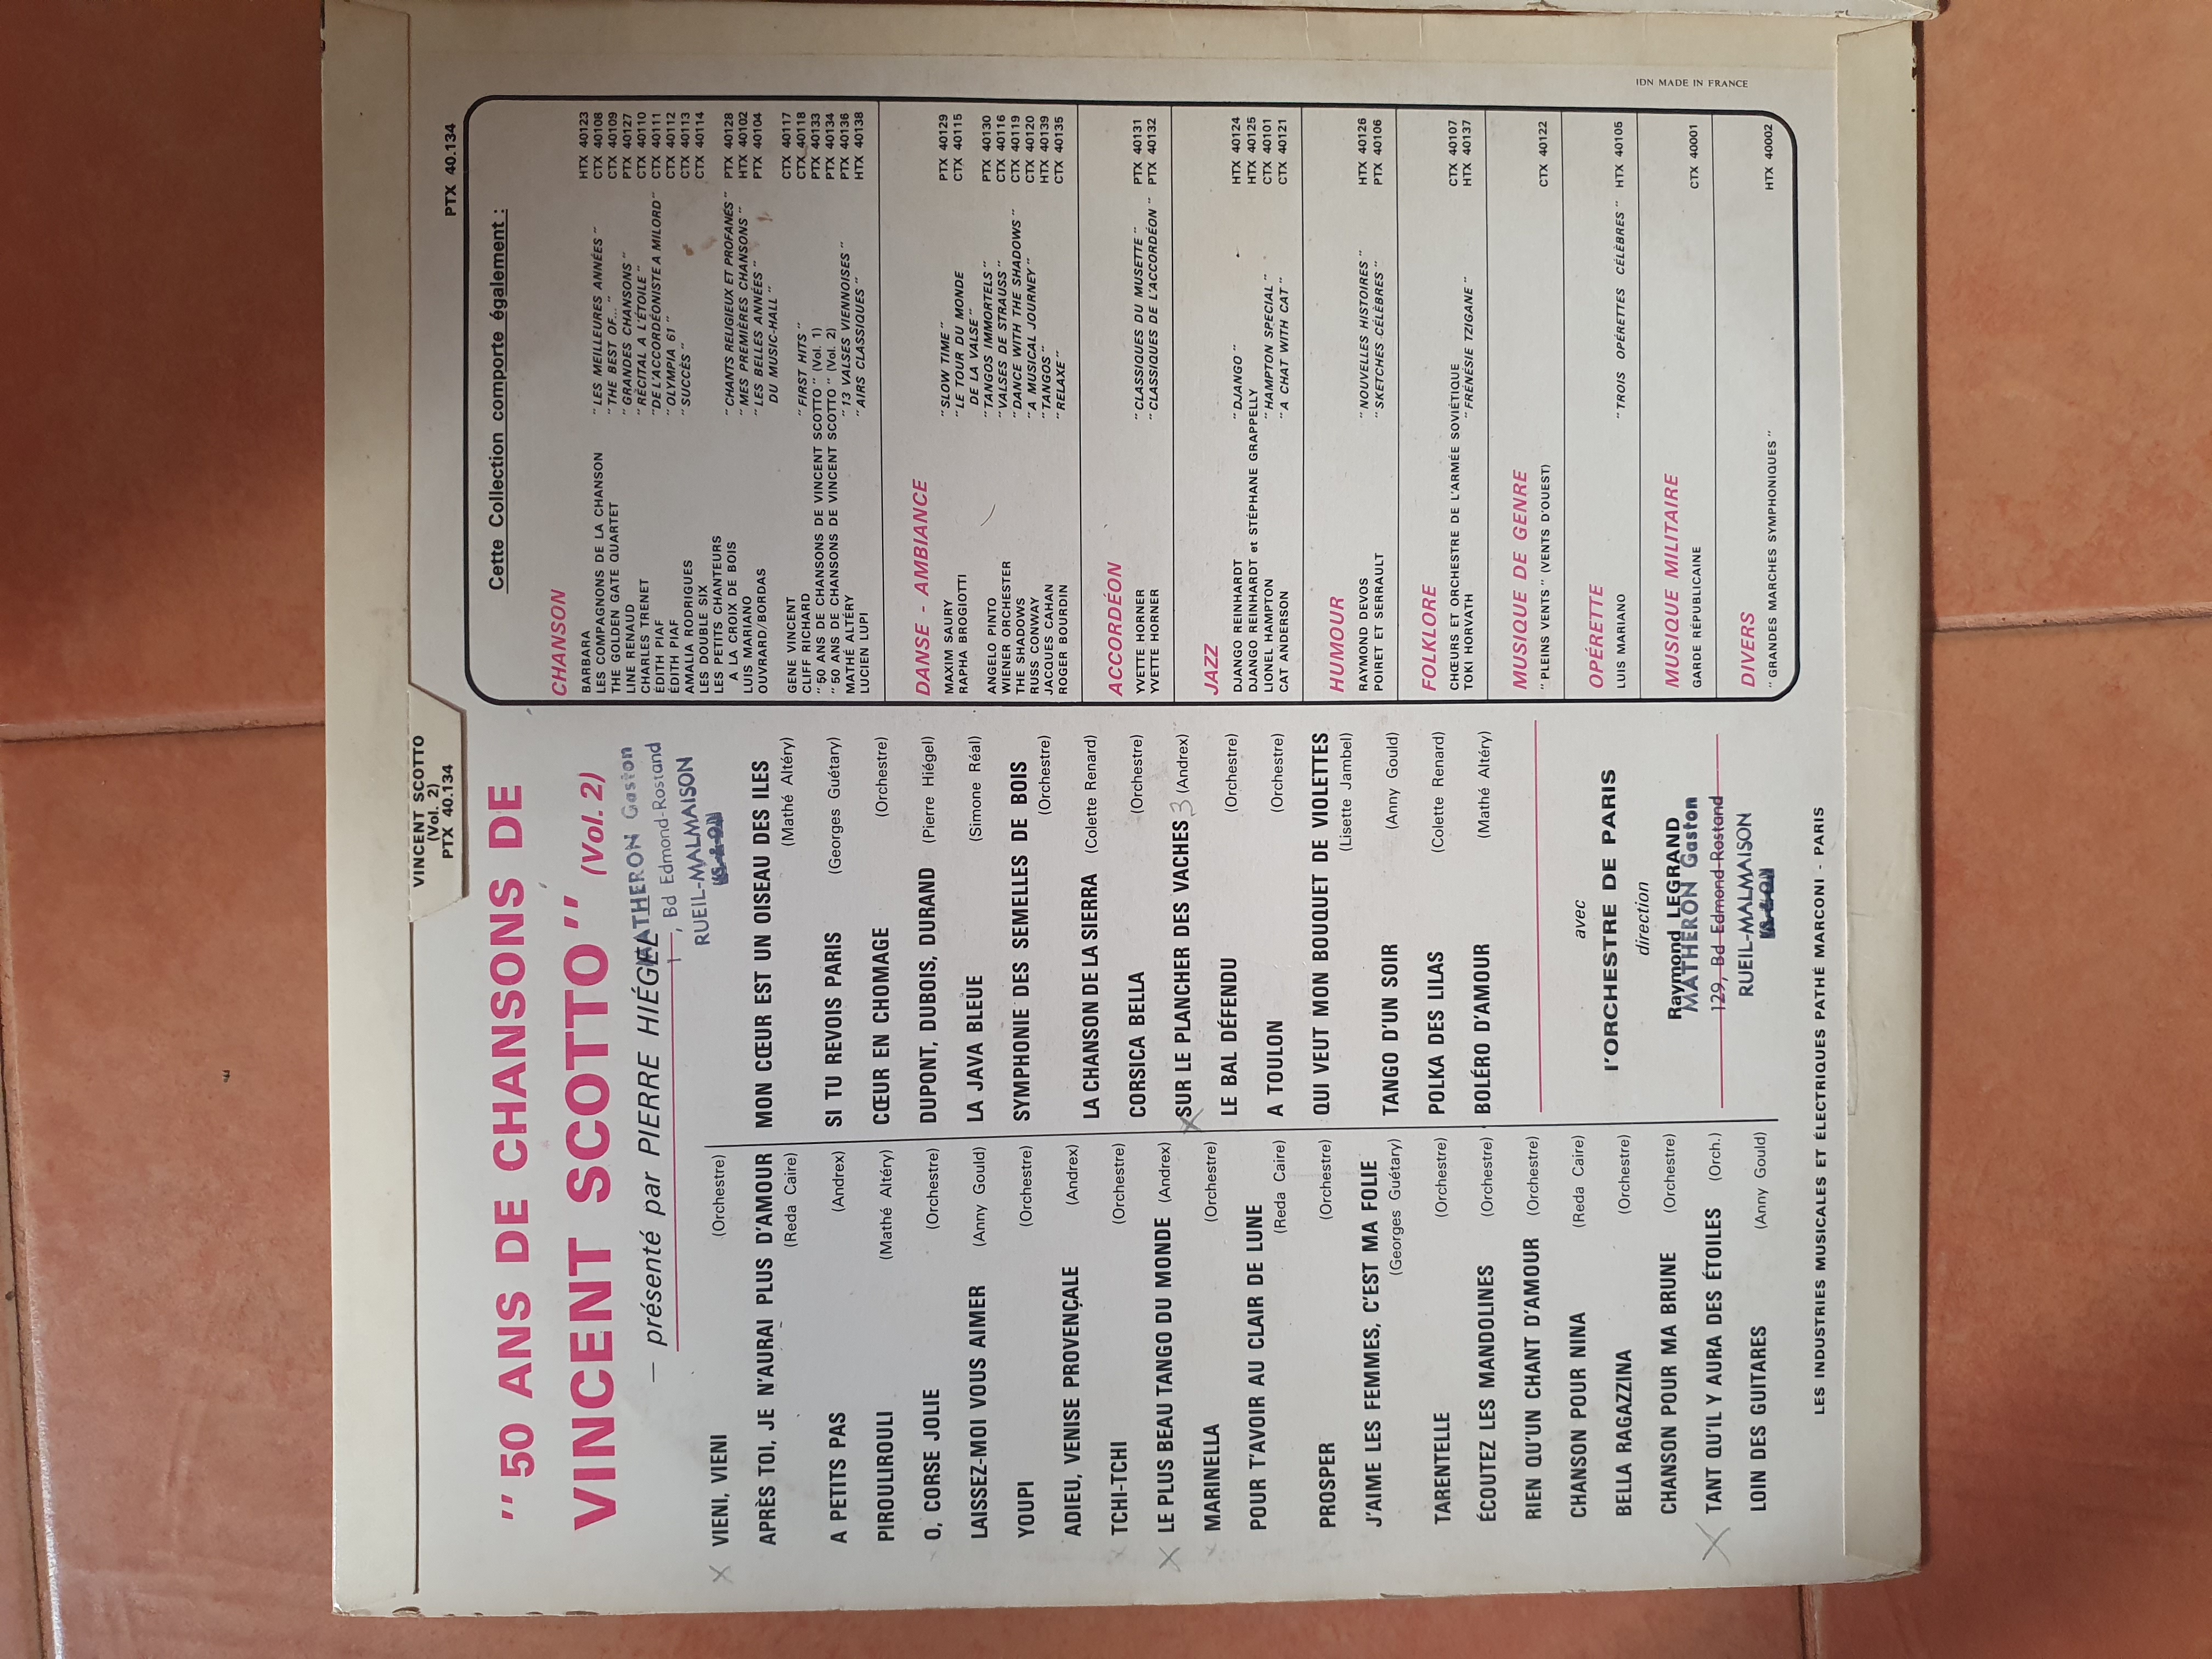 VINCENT SCOTTO
(Vol. 2)
PTX 40.134
PTX 40.134
" 50 ANS DE CHANSONS DE
VINCENT SCOTTO" (Vol. 2)
— présenté par PIERRE HIÉGEL
MATHERON Gaston
, Bd Edmond-Rostand
RUEIL-MALMAISON
VIENI, VIENI (Orchestre)
APRÈS TOI, JE N'AURAI PLUS D'AMOUR
(Reda Caire)
A PETITS PAS (Andrex)
PIROULIROULI (Mathé Altéry)
O, CORSE JOLIE (Orchestre)
LAISSEZ-MOI VOUS AIMER (Anny Gould)
YOUPI (Orchestre)
ADIEU, VENISE PROVENÇALE (Andrex)
TCHI-TCHI (Orchestre)
X LE PLUS BEAU TANGO DU MONDE (Andrex)
MARINELLA (Orchestre)
POUR T'AVOIR AU CLAIR DE LUNE
(Reda Caire)
PROSPER (Orchestre)
J'AIME LES FEMMES, C'EST MA FOLIE
(Georges Guétary)
TARENTELLE (Orchestre)
ÉCOUTEZ LES MANDOLINES (Orchestre)
RIEN QU'UN CHANT D'AMOUR (Orchestre)
CHANSON POUR NINA (Reda Caire)
BELLA RAGAZZINA (Orchestre)
CHANSON POUR MA BRUNE (Orchestre)
X TANT QU'IL Y AURA DES ÉTOILES (Orch.)
LOIN DES GUITARES (Anny Gould)
MON CŒUR EST UN OISEAU DES ILES
(Mathé Altéry)
SI TU REVOIS PARIS (Georges Guétary)
CŒUR EN CHOMAGE (Orchestre)
DUPONT, DUBOIS, DURAND (Pierre Hiégel)
LA JAVA BLEUE (Simone Réal)
SYMPHONIE DES SEMELLES DE BOIS
(Orchestre)
LA CHANSON DE LA SIERRA (Colette Renard)
CORSICA BELLA (Orchestre)
X SUR LE PLANCHER DES VACHES 3 (Andrex)
LE BAL DÉFENDU (Orchestre)
A TOULON (Orchestre)
QUI VEUT MON BOUQUET DE VIOLETTES
(Lisette Jambel)
TANGO D'UN SOIR (Anny Gould)
POLKA DES LILAS (Colette Renard)
BOLÉRO D'AMOUR (Mathé Altéry)
avec
l'ORCHESTRE DE PARIS
direction
Raymond LEGRAND
MATHERON Gaston
129, Bd Edmond-Rostand
RUEIL-MALMAISON
LES INDUSTRIES MUSICALES ET ÉLECTRIQUES PATHÉ MARCONI - PARIS
Cette Collection comporte également :
CHANSON
BARBARA " LES MEILLEURES ANNÉES " HTX 40123
LES COMPAGNONS DE LA CHANSON " THE BEST OF... " CTX 40108
THE GOLDEN GATE QUARTET " GRANDES CHANSONS " CTX 40109
LINE RENAUD " RÉCITAL A L'ÉTOILE " PTX 40127
CHARLES TRENET "DE L'ACCORDÉONISTE A MILORD" CTX 40110
ÉDITH PIAF " OLYMPIA 61 " CTX 40111
ÉDITH PIAF " SUCCÈS " CTX 40112
AMALIA RODRIGUES CTX 40113
LES DOUBLE SIX CTX 40114
LES PETITS CHANTEURS
A LA CROIX DE BOIS " CHANTS RELIGIEUX ET PROFANES " PTX 40128
LUIS MARIANO " MES PREMIÈRES CHANSONS " HTX 40102
OUVRARD/BORDAS " LES BELLES ANNÉES " PTX 40104
DU MUSIC-HALL "
GENE VINCENT CTX 40117
CLIFF RICHARD " FIRST HITS " CTX 40118
" 50 ANS DE CHANSONS DE VINCENT SCOTTO " (Vol. 1) PTX 40133
" 50 ANS DE CHANSONS DE VINCENT SCOTTO " (Vol. 2) PTX 40134
MATHÉ ALTÉRY " 13 VALSES VIENNOISES " PTX 40136
LUCIEN LUPI " AIRS CLASSIQUES " HTX 40138
DANSE - AMBIANCE
MAXIM SAURY " SLOW TIME " PTX 40129
RAPHA BROGIOTTI " LE TOUR DU MONDE CTX 40115
DE LA VALSE "
ANGELO PINTO " TANGOS IMMORTELS " PTX 40130
WIENER ORCHESTER " VALSES DE STRAUSS " CTX 40116
THE SHADOWS " DANCE WITH THE SHADOWS " CTX 40119
RUSS CONWAY " A MUSICAL JOURNEY " CTX 40120
JACQUES CAHAN " TANGOS " HTX 40139
ROGER BOURDIN " RELAXE " CTX 40135
ACCORDÉON
YVETTE HORNER " CLASSIQUES DU MUSETTE " PTX 40131
YVETTE HORNER " CLASSIQUES DE L'ACCORDÉON " PTX 40132
JAZZ
DJANGO REINHARDT " DJANGO " HTX 40124
DJANGO REINHARDT et STÉPHANE GRAPPELLY HTX 40125
LIONEL HAMPTON " HAMPTON SPECIAL " CTX 40101
CAT ANDERSON " A CHAT WITH CAT " CTX 40121
HUMOUR
RAYMOND DEVOS " NOUVELLES HISTOIRES " HTX 40126
POIRET ET SERRAULT " SKETCHES CÉLÈBRES " PTX 40106
FOLKLORE
CHŒURS ET ORCHESTRE DE L'ARMÉE SOVIÉTIQUE CTX 40107
TOKI HORVATH " FRÉNÉSIE TZIGANE " HTX 40137
MUSIQUE DE GENRE
" PLEINS VENTS " (VENTS D'OUEST) CTX 40122
OPÉRETTE
LUIS MARIANO " TROIS OPÉRETTES CÉLÈBRES " HTX 40105
MUSIQUE MILITAIRE
GARDE RÉPUBLICAINE CTX 40001
DIVERS
" GRANDES MARCHES SYMPHONIQUES " HTX 40002
IDN MADE IN FRANCE